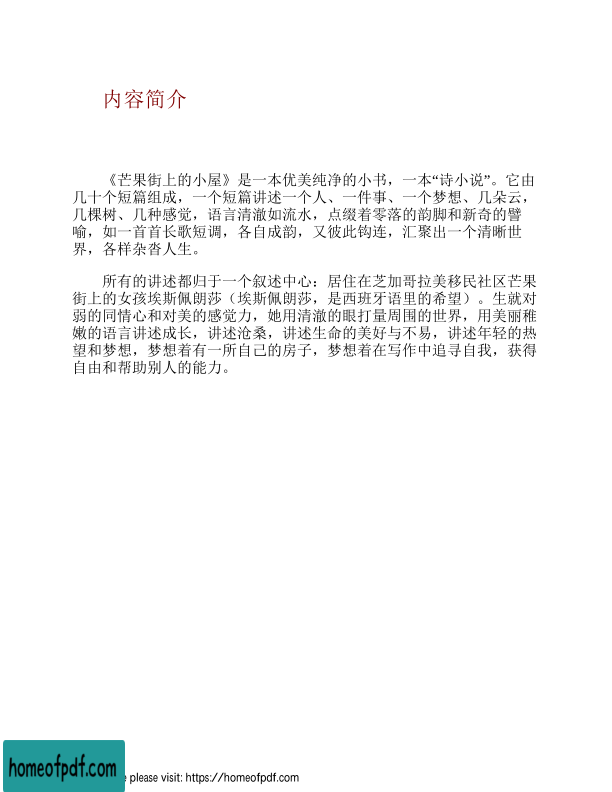 内容简介
《芒果街上的小屋》是一本优美纯净的小书，一本“诗小说”。它由
几十个短篇组成，一个短篇讲述一个人、一件事、一个梦想、几朵云，
几棵树、几种感觉，语言清澈如流水，点缀着零落的韵脚和新奇的譬
喻，如一首首长歌短调，各自成韵，又彼此钩连，汇聚出一个清晰世
界，各样杂沓人生。
所有的讲述都归于一个叙述中心：居住在芝加哥拉美移民社区芒果
街上的女孩埃斯佩朗莎（埃斯佩朗莎，是西班牙语里的希望）。生就对
弱的同情心和对美的感觉力，她用清澈的眼打量周围的世界，用美丽稚
嫩的语言讲述成长，讲述沧桑，讲述生命的美好与不易，讲述年轻的热
望和梦想，梦想着有一所自己的房子，梦想着在写作中追寻自我，获得
自由和帮助别人的能力。
homeofpdf.com
please visit: https://homeofpdf.com